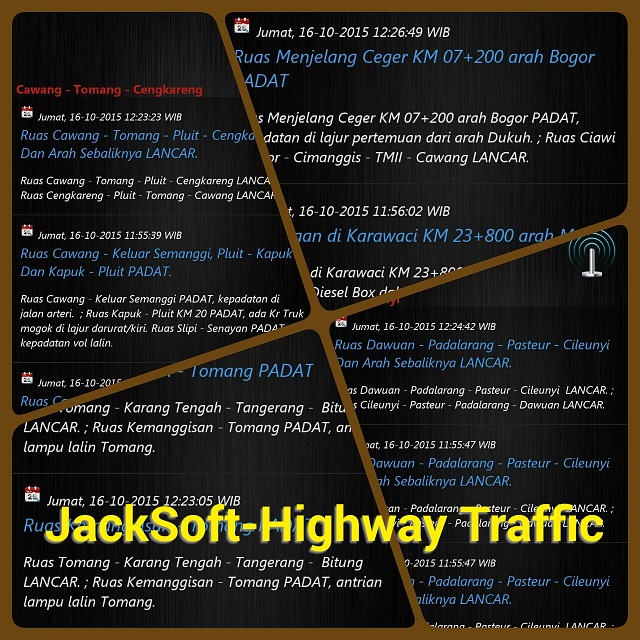 Cawang - Tomang - Cengkareng
Jumat, 16-10-2015 12:23:23 WIB
Ruas Cawang - Tomang - Pluit -
Dan Arah Sebaliknya LANCAR.
Ruas Cawang - Tomang - Pluit - Cengkareng
Ruas Cengkareng - Pluit - Tomang - Cawang LANCAR
Jumat, 16-10-2015 11:55:39 WIB
Ruas Cawang - Keluar Semanggi, Pluit - Kapuk
Dan Kapuk - Pluit PADAT.
Ruas Cawang - Keluar Semanggi PADAT, kepadatan di
jalan arteri. ; Ruas Kapuk - Pluit KM 20 PADAT, ada Kr Truk
mogok di lajur darurat/kiri. Ruas Slipi - Senayan PADAT
kepadatan vol lalin.
Jumat, 16-10-2015
Ruas
Jumat, 16-10-2015 12:26:49 WIB
Ruas Menjelang Ceger KM 07+200 arah Bogor
PADAT
Menjelang Ceger KM 07+200 arah Bogor PADAT,
di lajur pertemuan dari arah Dukuh. ; Ruas Ciawi
- Cimanggis - TMII - Cawang LANCAR.
16-10-2015 11:56:02 WIB
di Karawaci KM 23+800 arah
di Karawaci KM 23+800
Diesel Box
- Tomang PADAT
Tomang - Karang Tengah - Tangerang -
LANCAR. ; Ruas Kemanggisan - Tomang PADAT,
lampu lalin Tomang.
Jumat, 16-10-2015 12:23:05 WIB
Ruas
Ruas Tomang - Karang Tengah - Tangerang - Bitung
LANCAR. ; Ruas Kemanggisan - Tomang PADAT, antrian
lampu lalin Tomang.
Jumat, 16-10-2015 12:24:42 WIB
Ruas Dawuan - Padalarang - Pasteur - Cileunyi
Dan Arah Sebaliknya LANCAR.
Dawuan - Padalarang - Pasteur - Cileunyi LANCAR. ;
Cileunyi - Pasteur - Padalarang - Dawuan LANCAR.
16-10-2015 11:55:47 WIB
Dawuan - Padalarang - Pasteur - Cileunyi
Sebaliknya LANCAR.
- Padalarang - Pasteur - Cileunyi LANCAR. ;
JackSoft-Highway Traffic
11:55:47 WIB
- Padalarang - Pasteur - Cileunyi
LANCAR.
Padalarang - Pasteur - Cileunyi LANCAR. ;